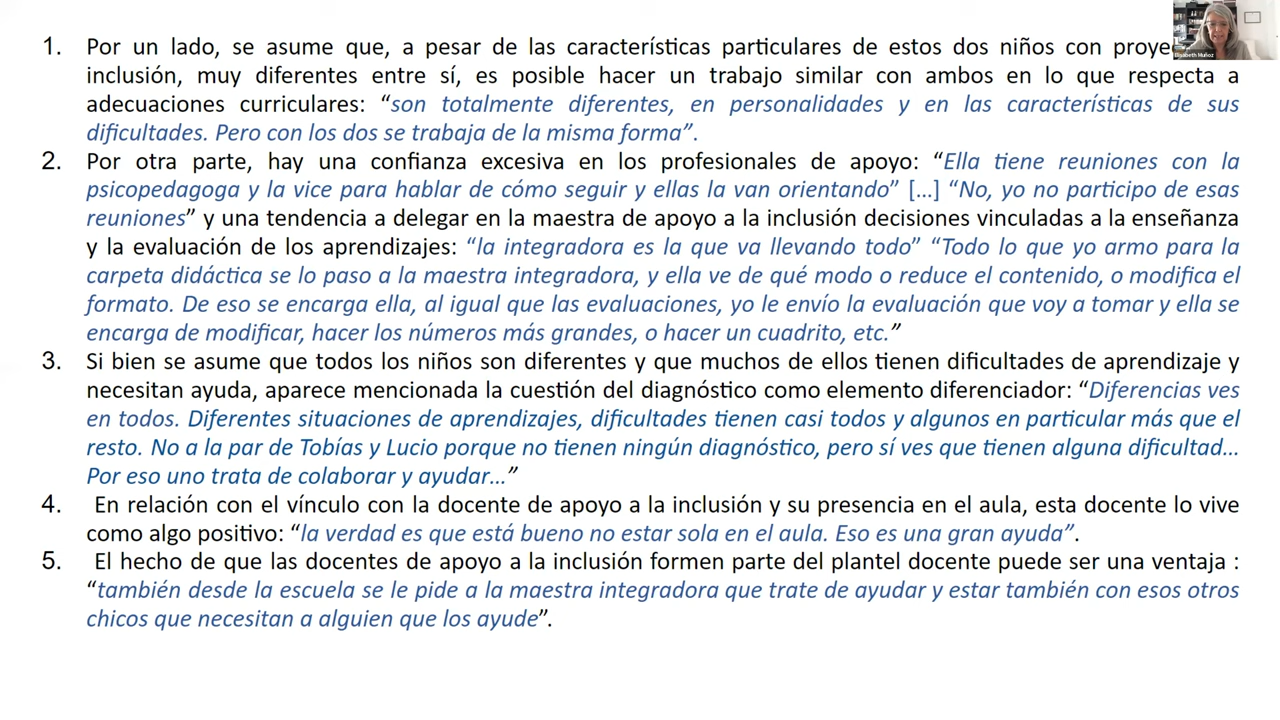 1. Por un lado, se asume que, a pesar de las características particulares de estos dos niños con
inclusión, muy diferentes entre sí, es posible hacer un trabajo similar con ambos en lo que respecta a
adecuaciones curriculares: “son totalmente diferentes, en personalidades y en las características de sus
dificultades. Pero con los dos se trabaja de la misma forma”.
2. Por otra parte, hay una confianza excesiva en los profesionales de apoyo: “Ella tiene reuniones con la
psicopedagoga y la vice para hablar de cómo seguir y ellas la van orientando” […] “No, yo no participo de esas
reuniones” y una tendencia a delegar en la maestra de apoyo a la inclusión decisiones vinculadas a la enseñanza
y la evaluación de los aprendizajes: “la integradora es la que va llevando todo” “Todo lo que yo armo para la
carpeta didáctica se lo paso a la maestra integradora, y ella ve de qué modo o reduce el contenido, o modifica el
formato. De eso se encarga ella, al igual que las evaluaciones, yo le envío la evaluación que voy a tomar y ella se
encarga de modificar, hacer los números más grandes, o hacer un cuadrito, etc.”
3. Si bien se asume que todos los niños son diferentes y que muchos de ellos tienen dificultades de aprendizaje y
necesitan ayuda, aparece mencionada la cuestión del diagnóstico como elemento diferenciador: “Diferencias ves
en todos. Diferentes situaciones de aprendizajes, dificultades tienen casi todos y algunos en particular más que el
resto. No a la par de Tobías y Lucio porque no tienen ningún diagnóstico, pero sí ves que tienen alguna dificultad…
Por eso uno trata de colaborar y ayudar…”
4. En relación con el vínculo con la docente de apoyo a la inclusión y su presencia en el aula, esta docente lo vive
como algo positivo: “la verdad es que está bueno no estar sola en el aula. Eso es una gran ayuda”.
5. El hecho de que las docentes de apoyo a la inclusión formen parte del plantel docente puede ser una ventaja :
“también desde la escuela se le pide a la maestra integradora que trate de ayudar y estar también con esos otros
chicos que necesitan a alguien que los ayude”.
Elisabeth Muñoz